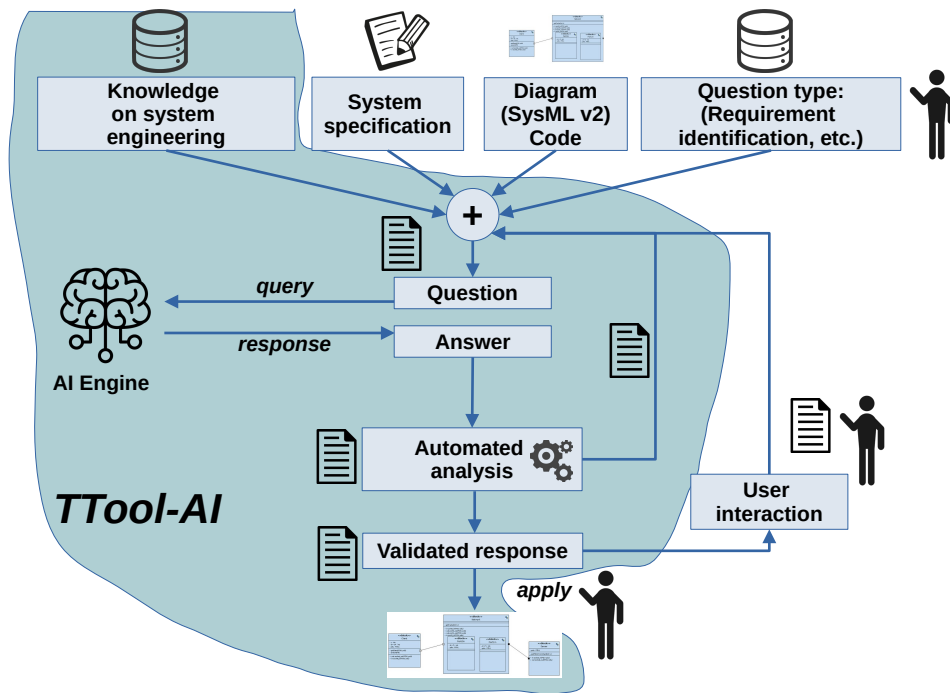 Knowledge
on system
engineering
System
specification
Diagram
(SysML v2)
Code
Question type:
(Requirement
identification, etc.)
+
query
Question
response
Answer
AI Engine
Automated
analysis
TTool-AI
User
interaction
Validated response
apply